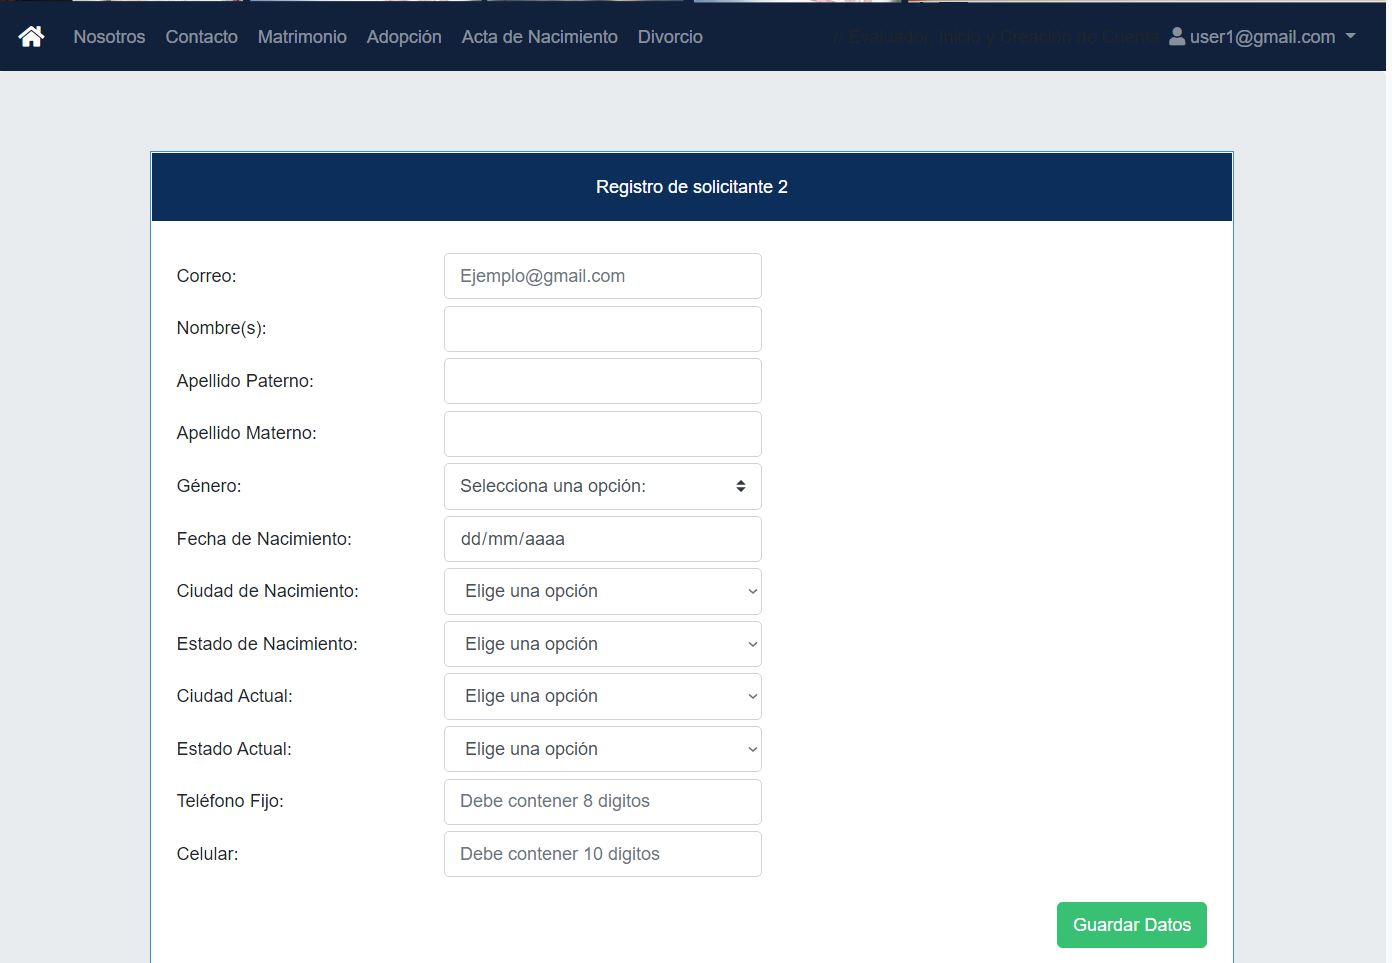 Nosotros Contacto Matrimonio Adopción Acta de Nacimiento Divorcio // Evaluador, Inicio y Creación de Cuenta user1@gmail.com
Registro de solicitante 2
Correo: Ejemplo@gmail.com
Nombre(s):
Apellido Paterno:
Apellido Materno:
Género: Selecciona una opción:
Fecha de Nacimiento: dd/mm/aaaa
Ciudad de Nacimiento: Elige una opción
Estado de Nacimiento: Elige una opción
Ciudad Actual: Elige una opción
Estado Actual: Elige una opción
Teléfono Fijo: Debe contener 8 digitos
Celular: Debe contener 10 digitos
Guardar Datos